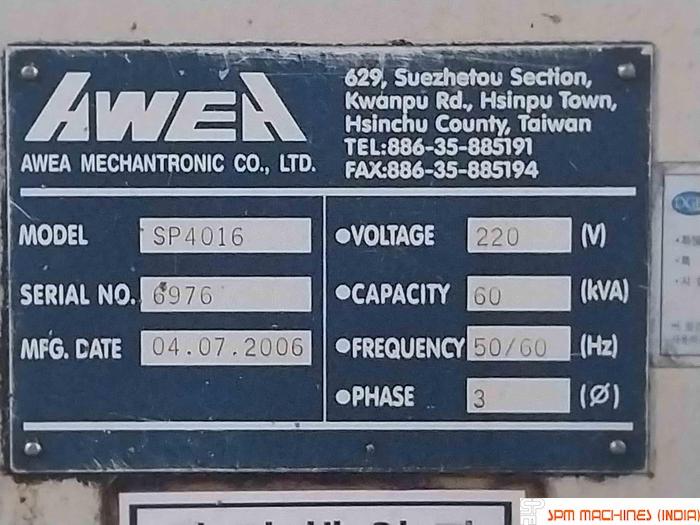 AWEA
AWEA MECHANTRONIC CO., LTD.
629, Suezhetou Section,
Kwanpu Rd., Hsinpu Town,
Hsinchu County, Taiwan
TEL:886-35-885191
FAX:886-35-885194
MODEL SP4016
SERIAL NO. 6976
MFG. DATE 04.07.2006
●VOLTAGE 220 (V)
●CAPACITY 60 (kVA)
●FREQUENCY 50/60 (Hz)
●PHASE 3 (Ø)
SPM MACHINES (INDIA)